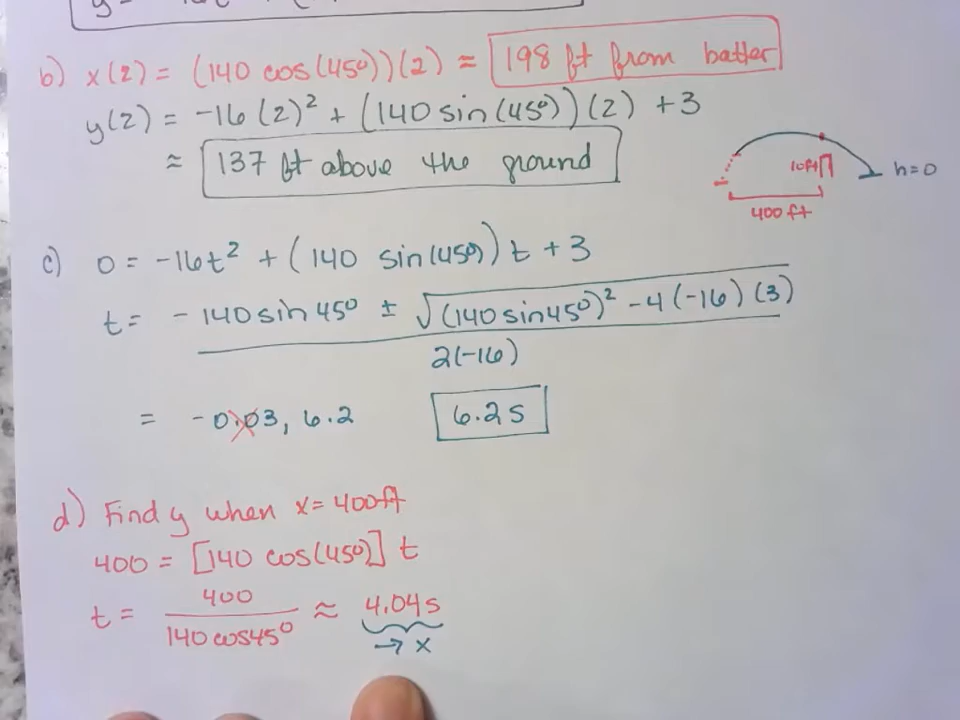 b) x(2) = (140 cos(45°))(2) ≈ 198 ft from batter
y(2) = -16(2)² + (140 sin(45°))(2) + 3
≈ 137 ft above the ground
10ft
h=0
400 ft
c) 0 = -16t² + (140 sin(45°))t + 3
t = -140 sin 45° ± √(140 sin45°)² - 4(-16)(3)
2(-16)
= -0.03, 6.2 6.2s
d) Find y when x = 400ft
400 = [140 cos(45°)] t
t = 400 ≈ 4.04s
140 cos45°
→ x